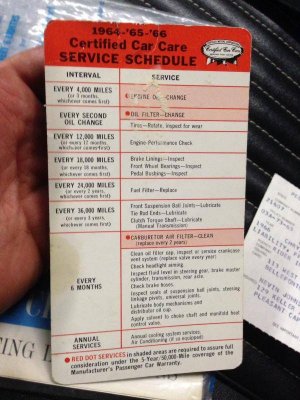 1964-'65-'66
Certified Car Care
SERVICE SCHEDULE
Certified Car Care
INTERVAL SERVICE
EVERY 4,000 MILES
(or 3 months,
whichever comes first)
ENGINE OIL—CHANGE
EVERY SECOND
OIL CHANGE
OIL FILTER—CHANGE
Tires—Rotate, inspect for wear
EVERY 12,000 MILES
(or every 12 months,
whichever comes first)
Engine-Performance Check
EVERY 18,000 MILES
(or every 18 months,
whichever comes first)
Brake Linings—Inspect
Front Wheel Bearings—Inspect
Pedal Bushings—Inspect
EVERY 24,000 MILES
(or every 2 years,
whichever comes first)
Fuel Filter—Replace
EVERY 36,000 MILES
(or every 3 years,
whichever comes first)
Front Suspension Ball Joints—Lubricate
Tie Rod Ends—Lubricate
Clutch Torque Shaft—Lubricate
(Manual Transmission)
EVERY
6 MONTHS
CARBURETOR AIR FILTER—CLEAN
(replace every 2 years)
Clean oil filler cap, inspect or service crankcase
vent system (replace valve every year)
Check headlight aiming.
Inspect fluid level in steering gear, brake master
cylinder, transmission, rear axle.
Check brake hoses.
Inspect seals at suspension ball joints, steering
linkage pivots, universal joints.
Lubricate body mechanisms and
distributor oil cup.
Apply solvent to choke shaft and manifold heat
control valve.
ANNUAL
SERVICES
Annual cooling system services.
Air Conditioning (if so equipped)
RED DOT SERVICES in shaded areas are required to assure full
consideration under the 5-Year/50,000-Mile coverage of the
Manufacturer's Passenger Car Warranty.